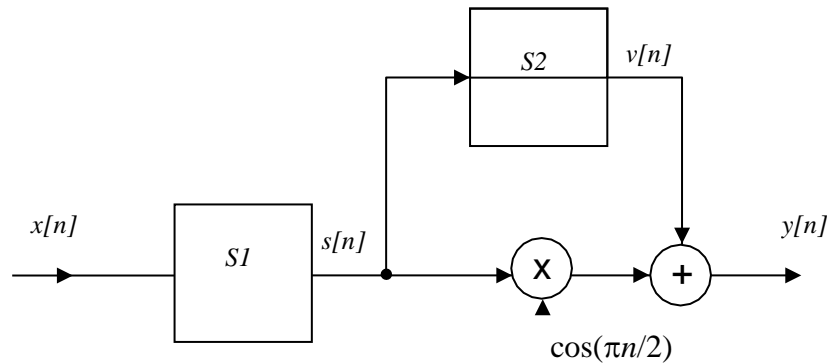 S2
v[n]
x[n]
S1
s[n]
y[n]
x
+
cos(πn/2)